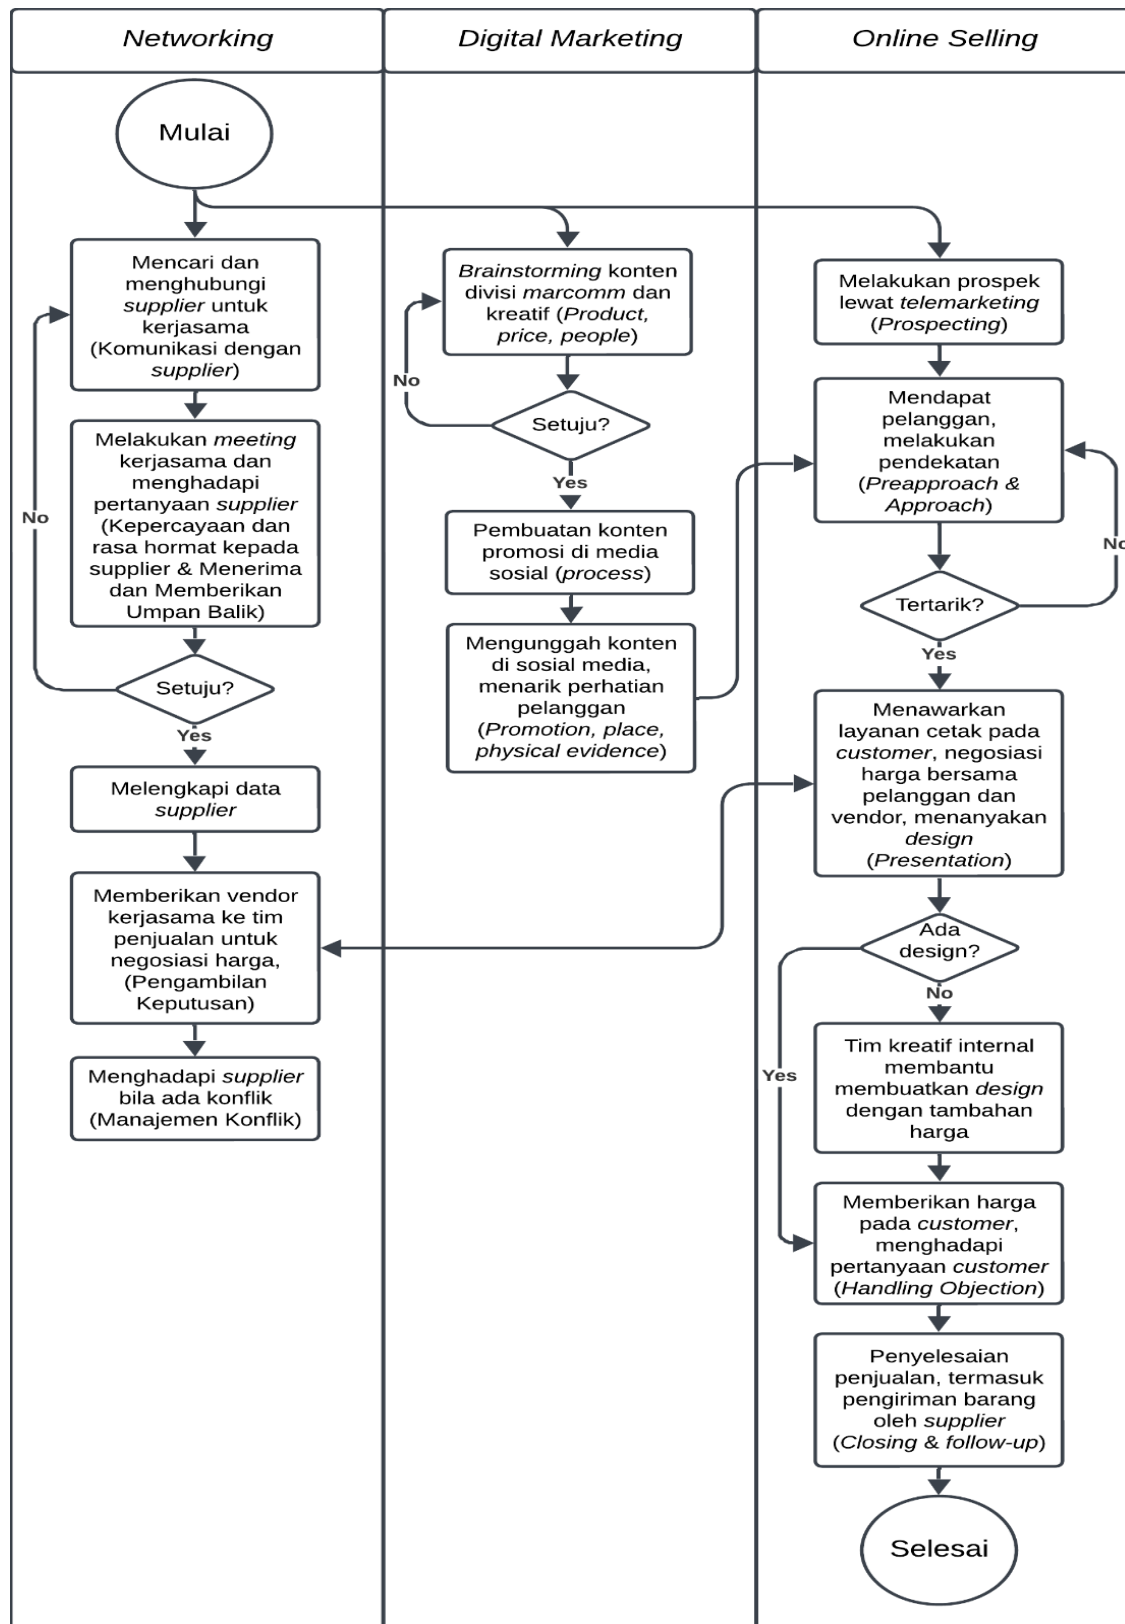 Networking
Digital Marketing
Online Selling
Mulai
Mencari dan
menghubungi
supplier untuk
kerjasama
(Komunikasi dengan
supplier)
Melakukan meeting
kerjasama dan
menghadapi
pertanyaan supplier
(Kepercayaan dan
rasa hormat kepada
supplier & Menerima
dan Memberikan
Umpan Balik)
No
Setuju?
Yes
Melengkapi data
supplier
Memberikan vendor
kerjasama ke tim
penjualan untuk
negosiasi harga,
(Pengambilan
Keputusan)
Menghadapi supplier
bila ada konflik
(Manajemen Konflik)
Brainstorming konten
divisi marcomm dan
kreatif (Product,
price, people)
No
Setuju?
Yes
Pembuatan konten
promosi di media
sosial (process)
Mengunggah konten
di sosial media,
menarik perhatian
pelanggan
(Promotion, place,
physical evidence)
Melakukan prospek
lewat telemarketing
(Prospecting)
Mendapat
pelanggan,
melakukan
pendekatan
(Preapproach &
Approach)
No
Tertarik?
Yes
Menawarkan
layanan cetak pada
customer, negosiasi
harga bersama
pelanggan dan
vendor, menanyakan
design
(Presentation)
Ada
design?
No
Yes
Tim kreatif internal
membantu
membuatkan design
dengan tambahan
harga
Memberikan harga
pada customer,
menghadapi
pertanyaan customer
(Handling Objection)
Penyelesaian
penjualan, termasuk
pengiriman barang
oleh supplier
(Closing & follow-up)
Selesai